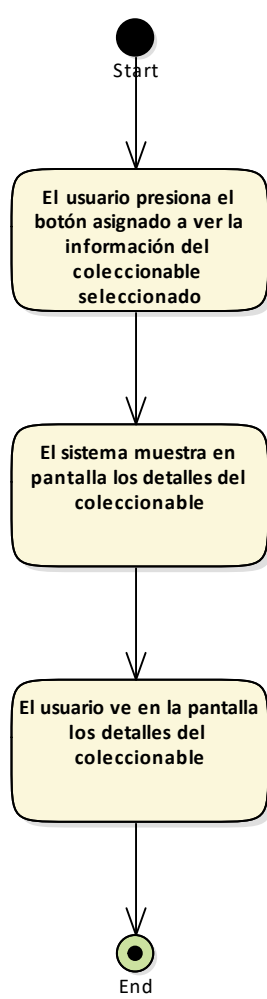 Start
El usuario presiona el
botón asignado a ver la
información del
coleccionable
seleccionado
El sistema muestra en
pantalla los detalles del
coleccionable
El usuario ve en la pantalla
los detalles del
coleccionable
End